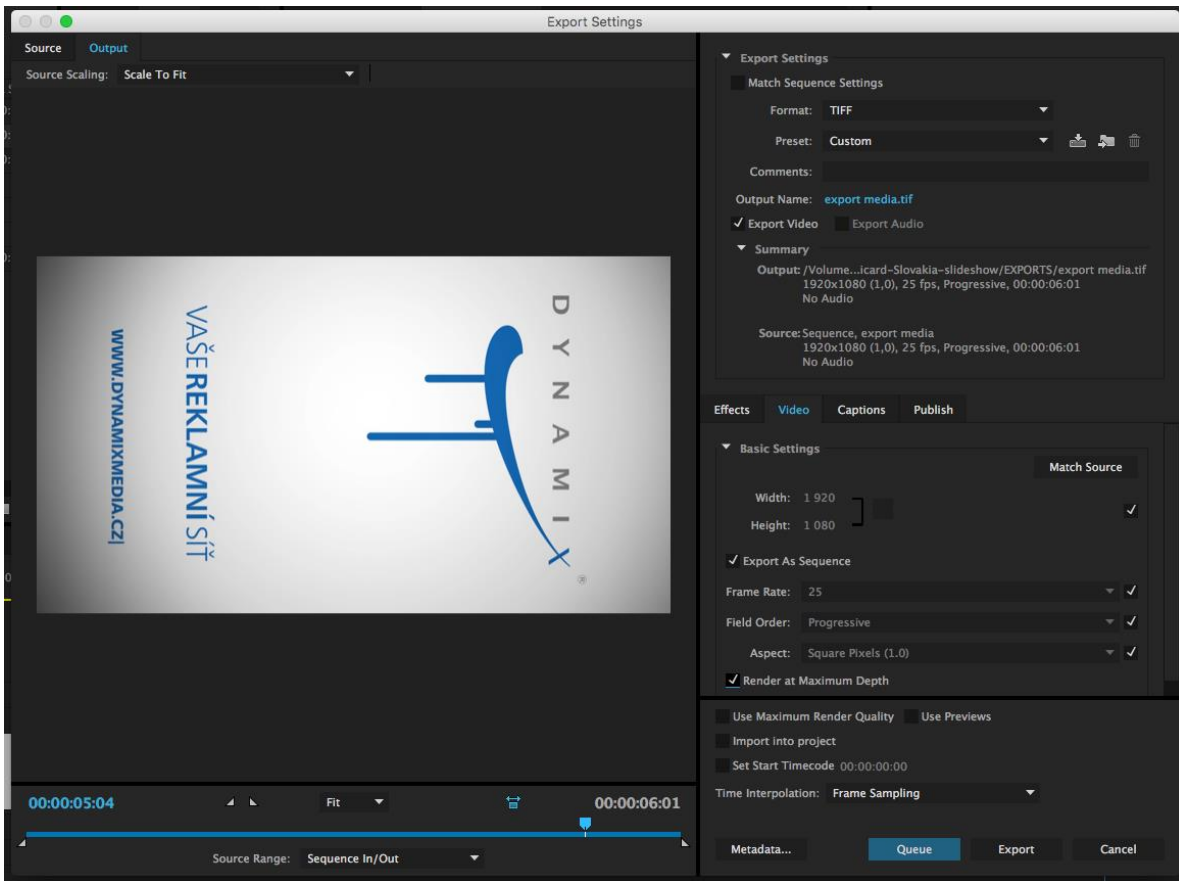 Export Settings
Source Output
Source Scaling: Scale To Fit
DYNAMIX®
VAŠE REKLAMNÍ SÍŤ
WWW.DYNAMIXMEDIA.CZ|
00:00:05:04 Fit 00:00:06:01
Source Range: Sequence In/Out
Export Settings
Match Sequence Settings
Format: TIFF
Preset: Custom
Comments:
Output Name: export media.tif
Export Video Export Audio
Summary
Output: /Volume...icard-Slovakia-slideshow/EXPORTS/export media.tif
1920x1080 (1,0), 25 fps, Progressive, 00:00:06:01
No Audio
Source: Sequence, export media
1920x1080 (1,0), 25 fps, Progressive, 00:00:06:01
No Audio
Effects Video Captions Publish
Basic Settings
Match Source
Width: 1 920
Height: 1 080
Export As Sequence
Frame Rate: 25
Field Order: Progressive
Aspect: Square Pixels (1.0)
Render at Maximum Depth
Use Maximum Render Quality Use Previews
Import into project
Set Start Timecode 00:00:00:00
Time Interpolation: Frame Sampling
Metadata... Queue Export Cancel